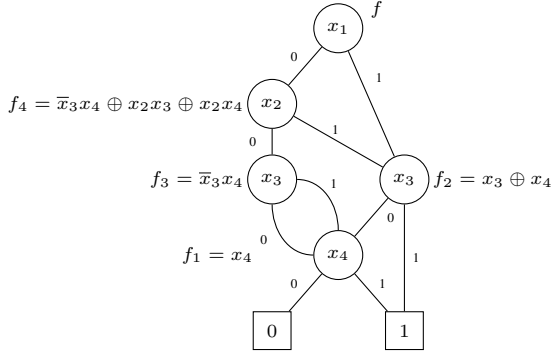 f
x₁
0
1
f₄ = x̅₃x₄ ⊕ x₂x₃ ⊕ x₂x₄
x₂
0
1
f₃ = x̅₃x₄
x₃
1
x₃
f₂ = x₃ ⊕ x₄
0
0
1
f₁ = x₄
x₄
0
1
0
1